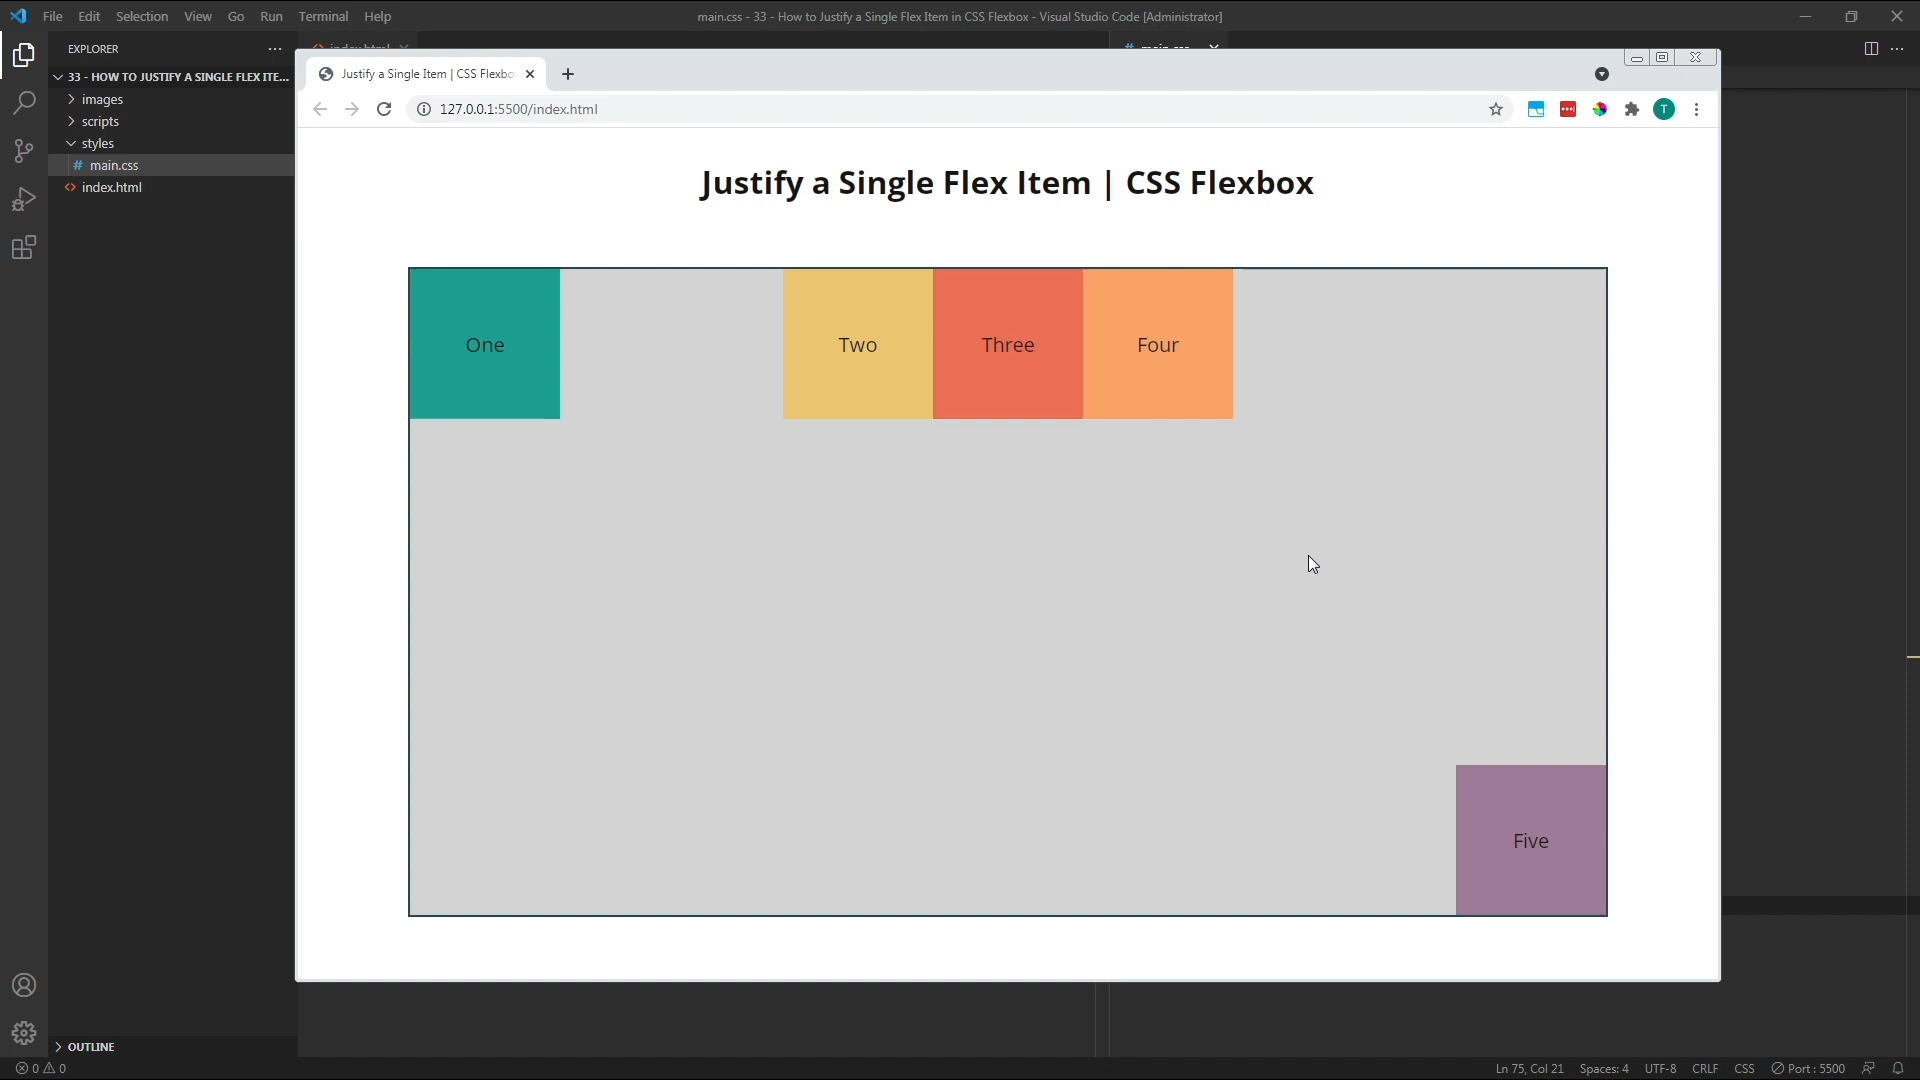 File Edit Selection View Go Run Terminal Help
main.css - 33 - How to Justify a Single Flex Item in CSS Flexbox - Visual Studio Code [Administrator]
EXPLORER
33 - HOW TO JUSTIFY A SINGLE FLEX ITE...
images
scripts
styles
# main.css
index.html
Justify a Single Item | CSS Flexbo
127.0.0.1:5500/index.html
T
Justify a Single Flex Item | CSS Flexbox
One
Two
Three
Four
Five
OUTLINE
0 0
Ln 75, Col 21 Spaces: 4 UTF-8 CRLF CSS Port : 5500